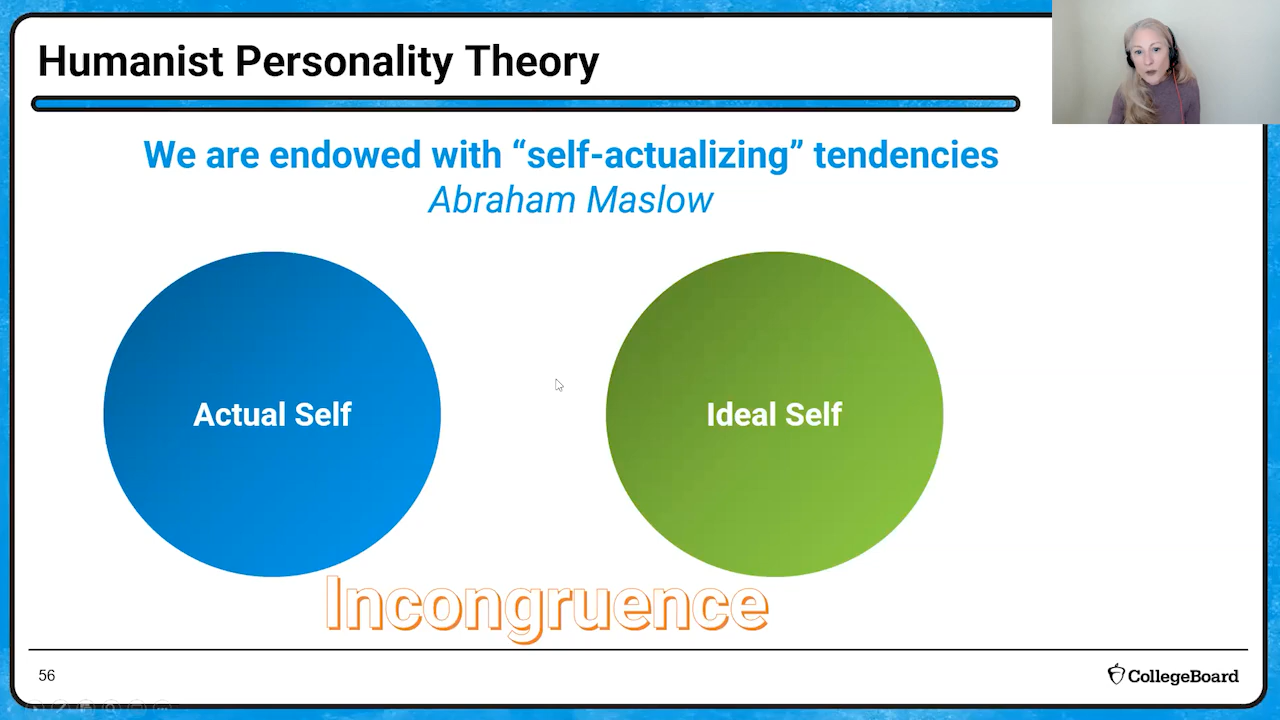 Humanist Personality Theory
We are endowed with “self-actualizing” tendencies
Abraham Maslow
Actual Self
Ideal Self
Incongruence
56
CollegeBoard